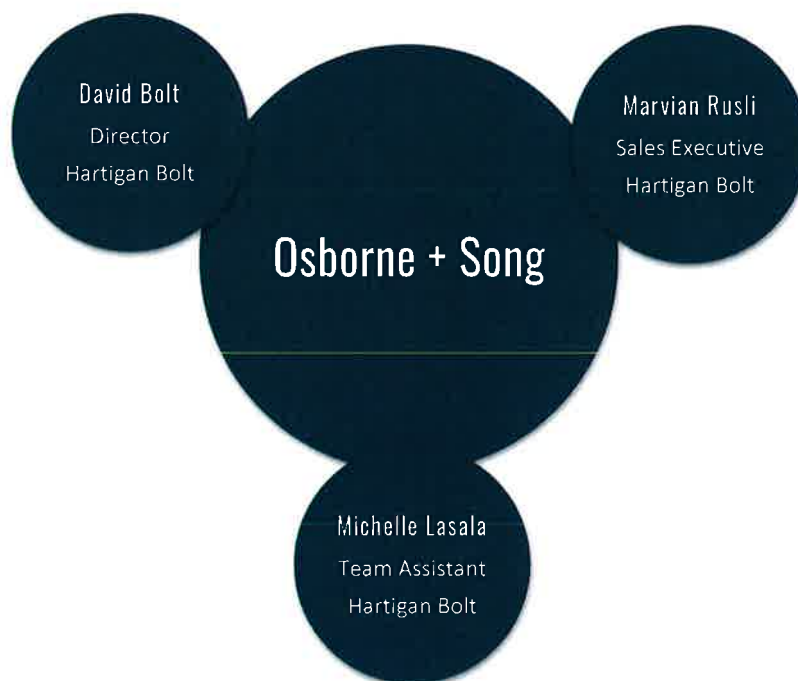 David Bolt
Director
Hartigan Bolt
Marvian Rusli
Sales Executive
Hartigan Bolt
Osborne + Song
Michelle Lasala
Team Assistant
Hartigan Bolt